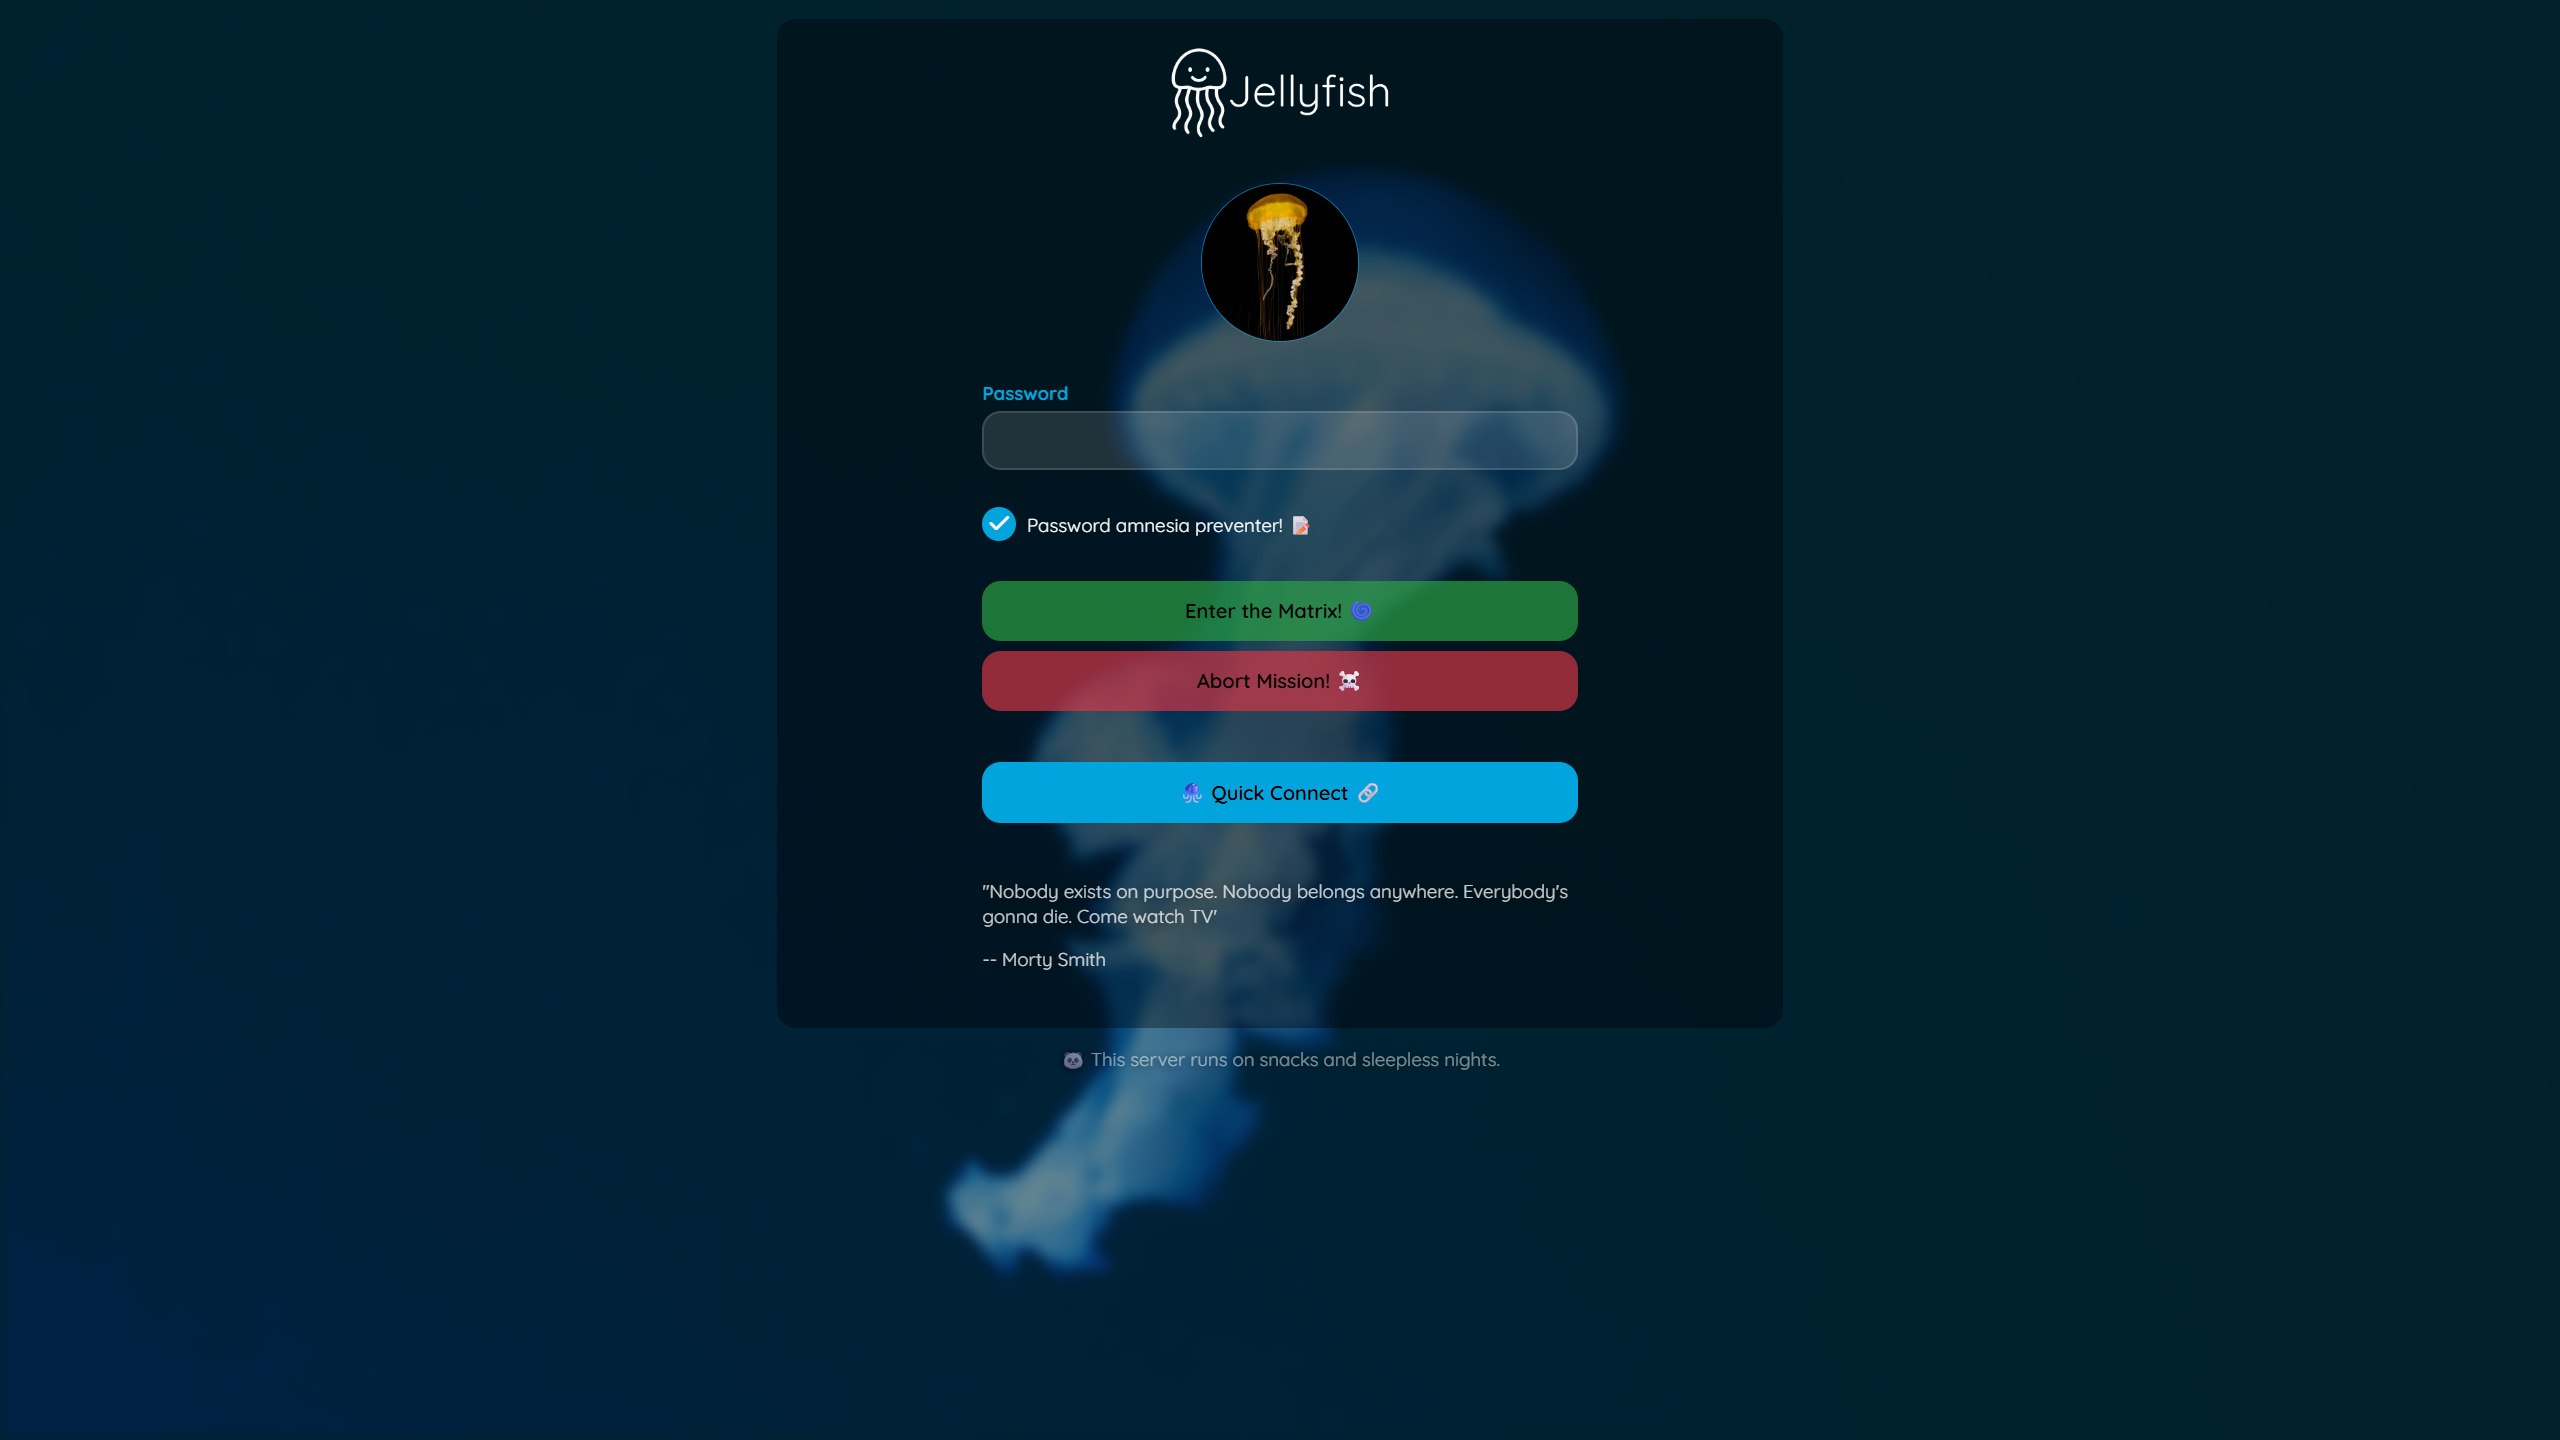 Jellyfish
Password
Password amnesia preventer! 📝
Enter the Matrix! 🌀
Abort Mission! ☠️
🪼 Quick Connect 🔗
"Nobody exists on purpose. Nobody belongs anywhere. Everybody's
gonna die. Come watch TV'
-- Morty Smith
🐼 This server runs on snacks and sleepless nights.